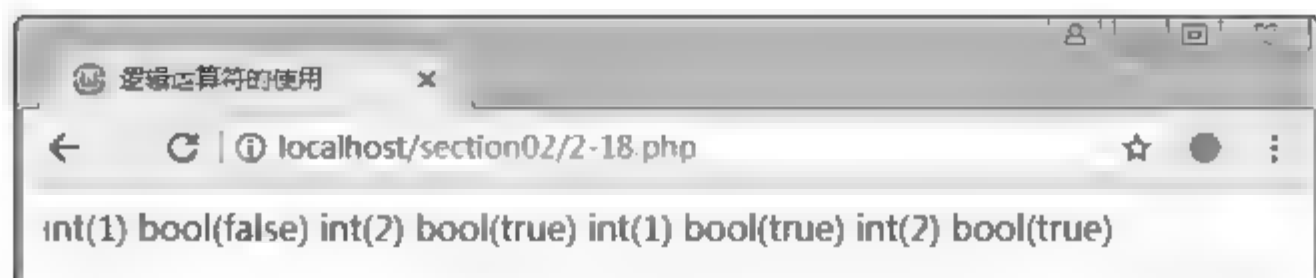 逻辑运算符的使用 ×
localhost/section02/2-18.php
int(1) bool(false) int(2) bool(true) int(1) bool(true) int(2) bool(true)